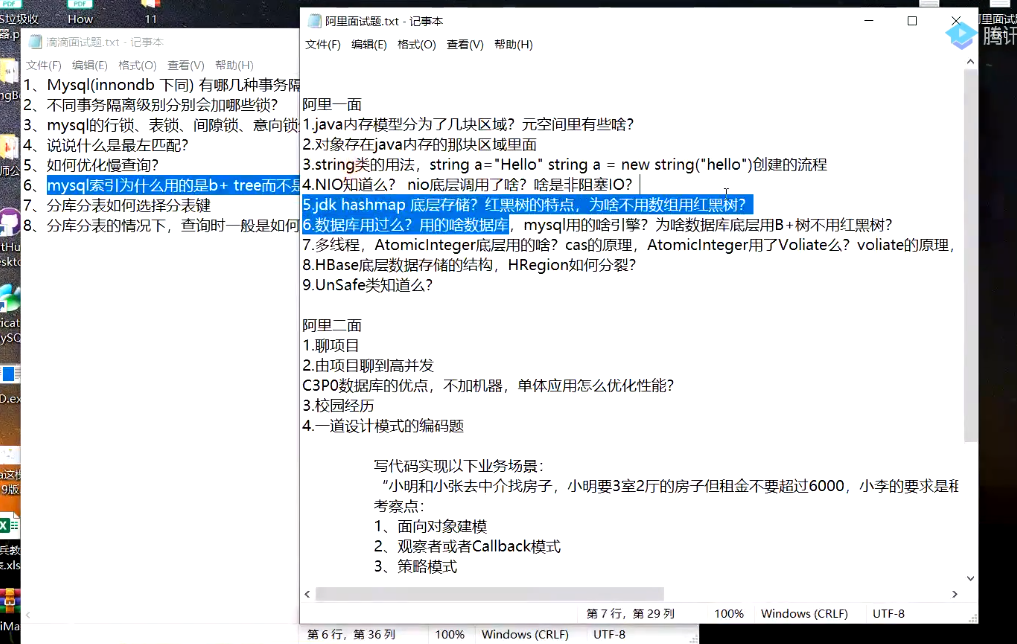 How
11
滴滴面试题.txt - 记事本
文件(F) 编辑(E) 格式(O) 查看(V) 帮助(H)
1、Mysql(innondb 下同) 有哪几种事务隔
2、不同事务隔离级别分别会加哪些锁?
3、mysql的行锁、表锁、间隙锁、意向锁
4、说说什么是最左匹配?
5、如何优化慢查询?
6、mysql索引为什么用的是b+ tree而不是
7、分库分表如何选择分表键
8、分库分表的情况下，查询时一般是如何
第 6 行，第 36 列 100% Windows (CRLF) UTF-8
阿里面试题.txt - 记事本
文件(F) 编辑(E) 格式(O) 查看(V) 帮助(H)
阿里一面
1.java内存模型分为了几块区域？元空间里有些啥?
2.对象存在java内存的那块区域里面
3.string类的用法，string a="Hello" string a = new string("hello")创建的流程
4.NIO知道么？ nio底层调用了啥？啥是非阻塞IO?
5.jdk hashmap 底层存储？红黑树的特点，为啥不用数组用红黑树？
6.数据库用过么？用的啥数据库，mysql用的啥引擎？为啥数据库底层用B+树不用红黑树?
7.多线程，AtomicInteger底层用的啥？cas的原理，AtomicInteger用了Voliate么？voliate的原理，
8.HBase底层数据存储的结构，HRegion如何分裂?
9.UnSafe类知道么?
阿里二面
1.聊项目
2.由项目聊到高并发
C3P0数据库的优点，不加机器，单体应用怎么优化性能?
3.校园经历
4.一道设计模式的编码题
写代码实现以下业务场景：
“小明和小张去中介找房子，小明要3室2厅的房子但租金不要超过6000，小李的要求是租
考察点：
1、面向对象建模
2、观察者或者Callback模式
3、策略模式
第 7 行，第 29 列 100% Windows (CRLF) UTF-8
腾讯